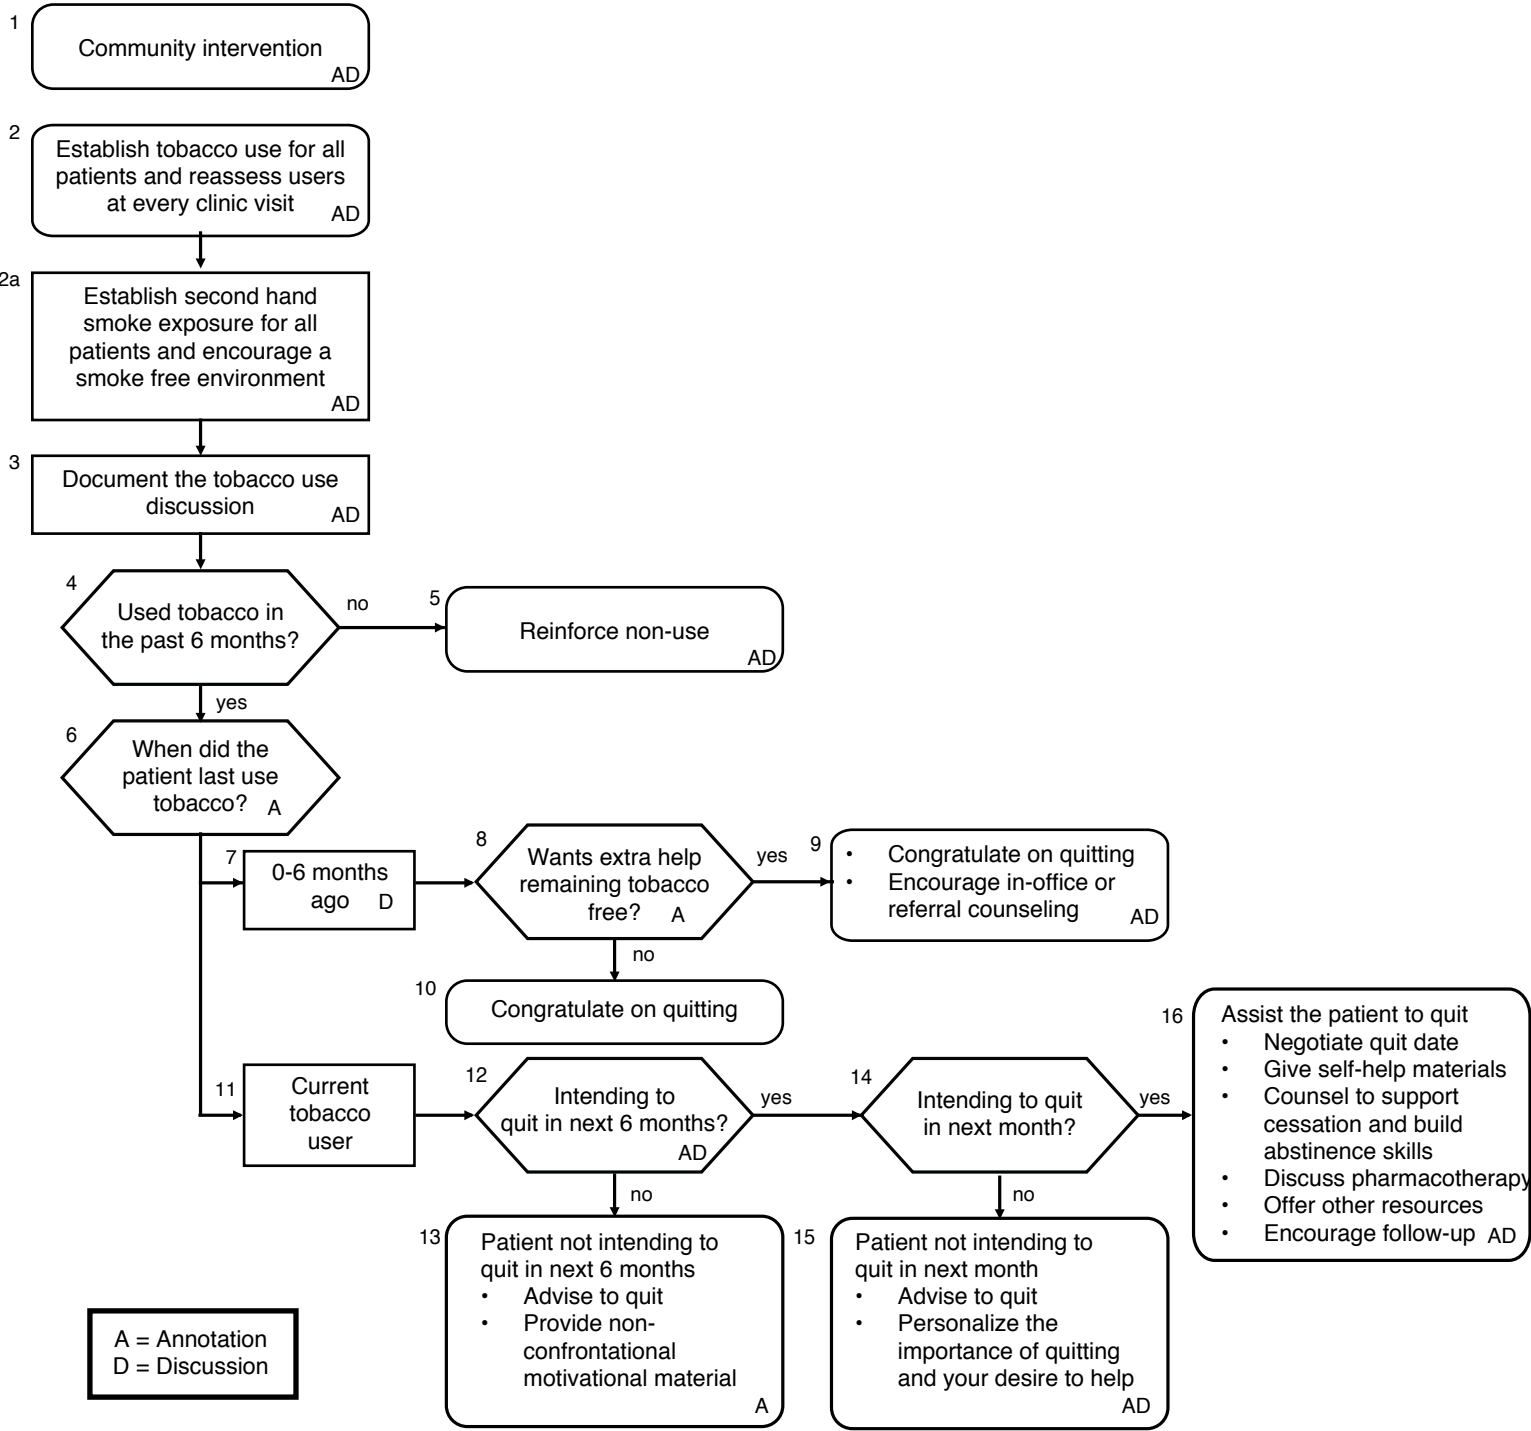 1
Community intervention
AD
2
Establish tobacco use for all
patients and reassess users
at every clinic visit
AD
2a
Establish second hand
smoke exposure for all
patients and encourage a
smoke free environment
AD
3
Document the tobacco use
discussion
AD
4
Used tobacco in
the past 6 months?
no
5
Reinforce non-use
AD
yes
6
When did the
patient last use
tobacco? A
7
0-6 months
ago D
8
Wants extra help
remaining tobacco
free? A
yes
9
• Congratulate on quitting
• Encourage in-office or
referral counseling
AD
no
10
Congratulate on quitting
11
Current
tobacco
user
12
Intending to
quit in next 6 months?
AD
yes
14
Intending to quit
in next month?
yes
16
Assist the patient to quit
• Negotiate quit date
• Give self-help materials
• Counsel to support
cessation and build
abstinence skills
• Discuss pharmacotherapy
• Offer other resources
• Encourage follow-up AD
no
13
Patient not intending to
quit in next 6 months
• Advise to quit
• Provide non-
confrontational
motivational material
A
no
15
Patient not intending to
quit in next month
• Advise to quit
• Personalize the
importance of quitting
and your desire to help
AD
A = Annotation
D = Discussion